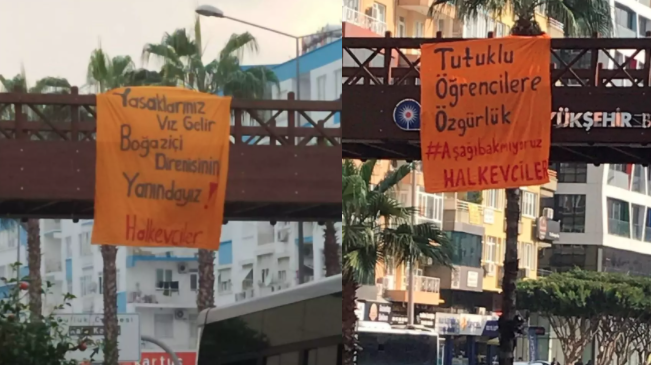 Yasaklarınız
Vız Gelir
Boğaziçi
Direnişinin
Yanındayız!
Halkevciler
Tutuklu
Öğrencilere
Özgürlük
#Aşağıbakmıyoruz
HALKEVCİLER
YÜKŞEHİR